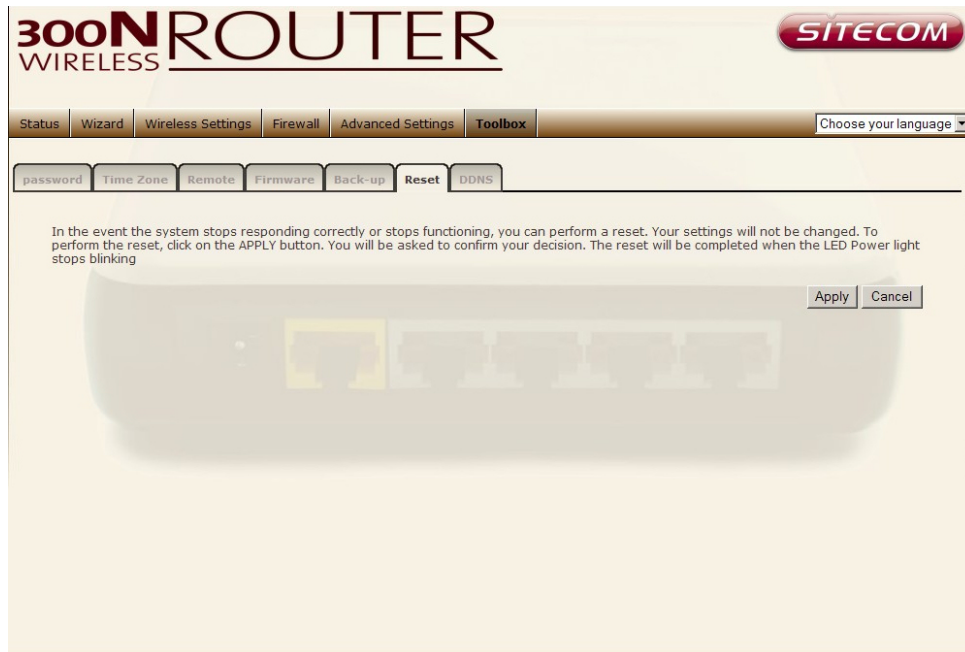 300N ROUTER
WIRELESS
SITECOM
Status Wizard Wireless Settings Firewall Advanced Settings Toolbox Choose your language
password Time Zone Remote Firmware Back-up Reset DDNS
In the event the system stops responding correctly or stops functioning, you can perform a reset. Your settings will not be changed. To
perform the reset, click on the APPLY button. You will be asked to confirm your decision. The reset will be completed when the LED Power light
stops blinking
Apply Cancel